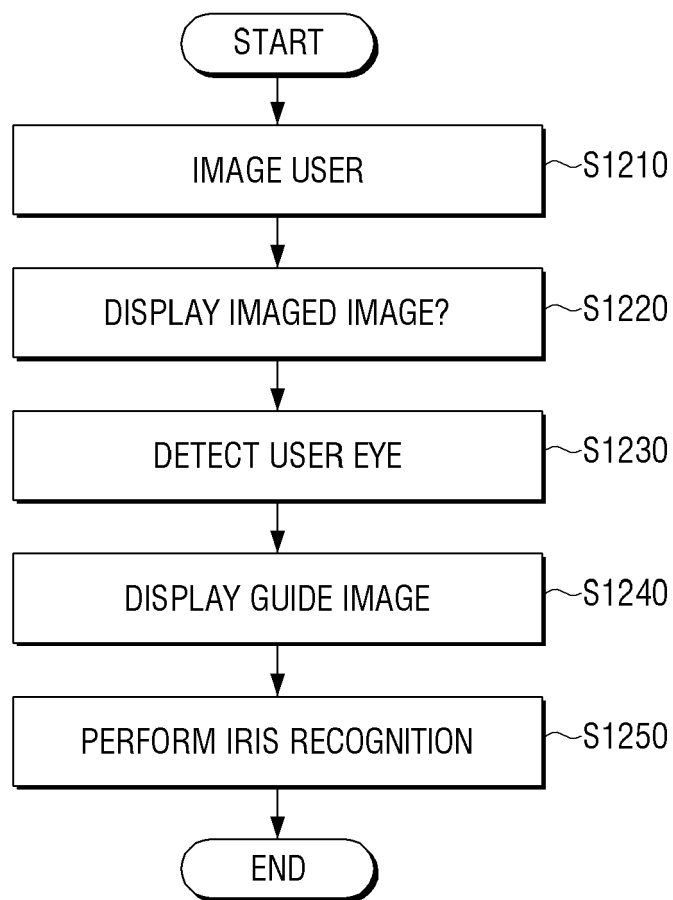 START
IMAGE USER
S1210
DISPLAY IMAGED IMAGE?
S1220
DETECT USER EYE
S1230
DISPLAY GUIDE IMAGE
S1240
PERFORM IRIS RECOGNITION
S1250
END